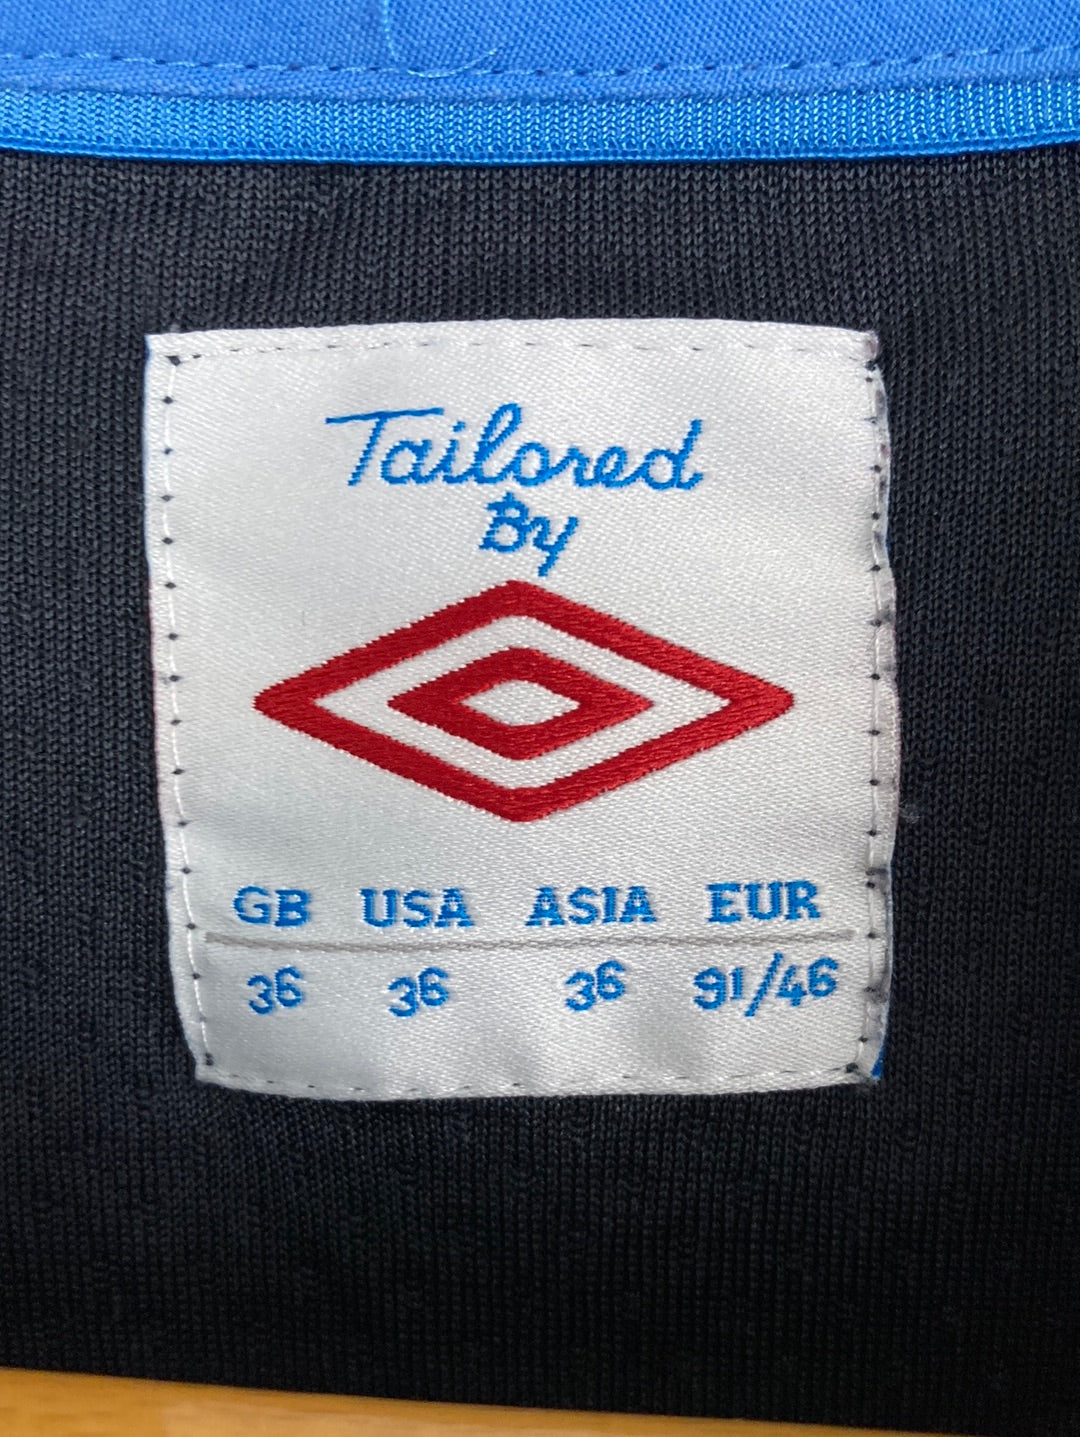 Tailored
By
GB USA ASIA EUR
36 36 36 91/46